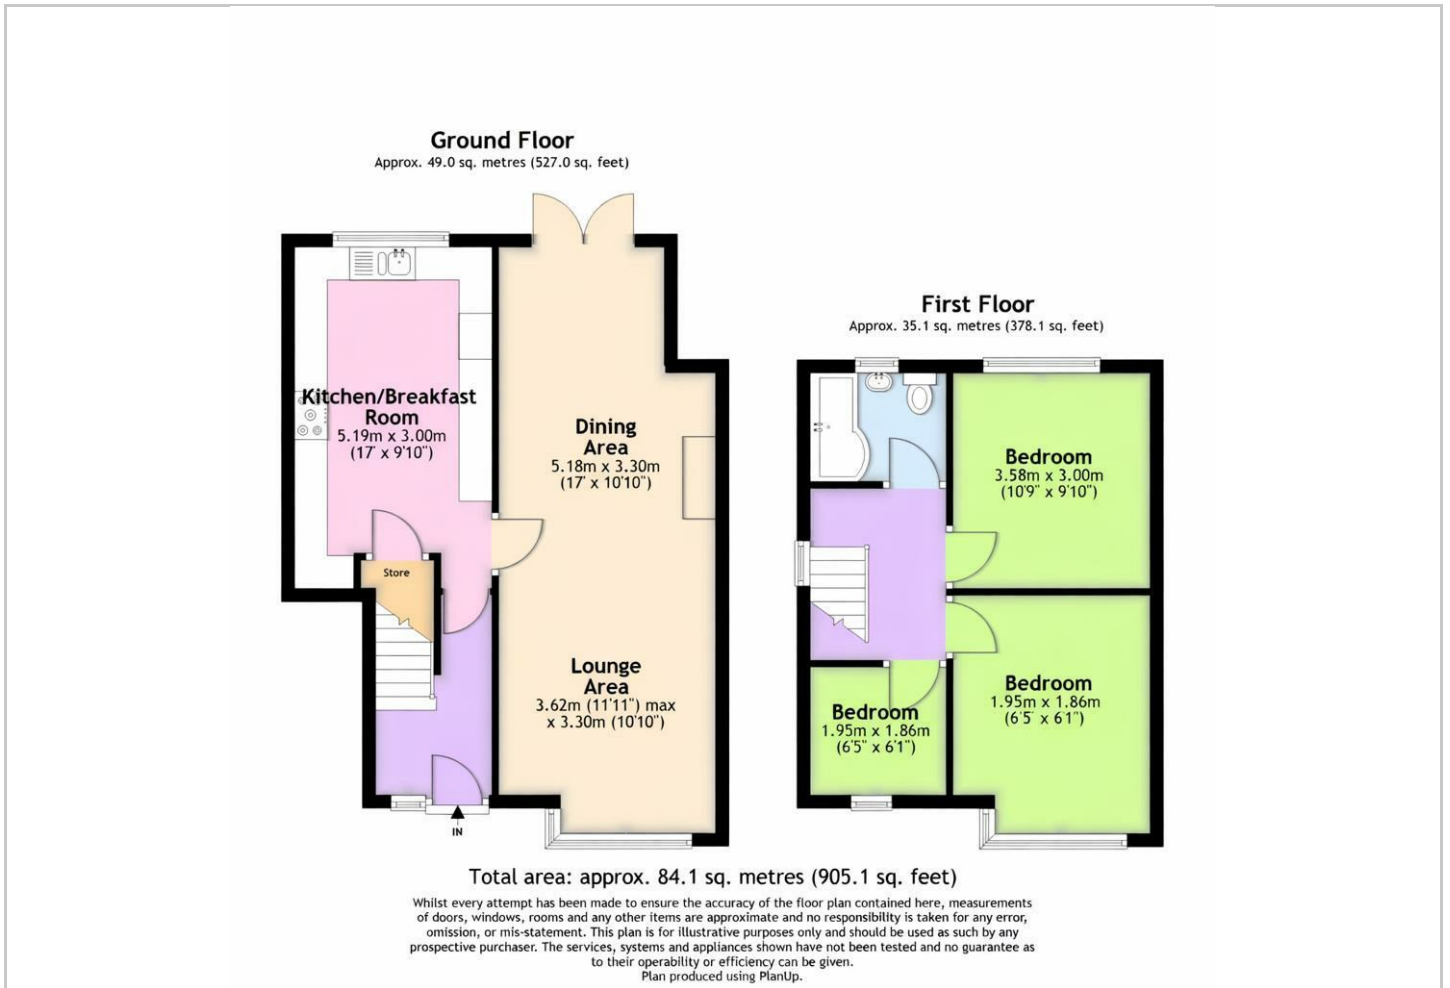 Ground Floor
Approx. 49.0 sq. metres (527.0 sq. feet)
Kitchen/Breakfast
Room
5.19m x 3.00m
(17' x 9'10")
Dining
Area
5.18m x 3.30m
(17' x 10'10")
Store
Lounge
Area
3.62m (11'11") max
x 3.30m (10'10")
IN
First Floor
Approx. 35.1 sq. metres (378.1 sq. feet)
Bedroom
3.58m x 3.00m
(10'9" x 9'10")
Bedroom
1.95m x 1.86m
(6'5' x 6'1")
Bedroom
1.95m x 1.86m
(6'5" x 6'1")
Total area: approx. 84.1 sq. metres (905.1 sq. feet)
Whilst every attempt has been made to ensure the accuracy of the floor plan contained here, measurements
of doors, windows, rooms and any other items are approximate and no responsibility is taken for any error,
omission, or mis-statement. This plan is for illustrative purposes only and should be used as such by any
prospective purchaser. The services, systems and appliances shown have not been tested and no guarantee as
to their operability or efficiency can be given.
Plan produced using PlanUp.